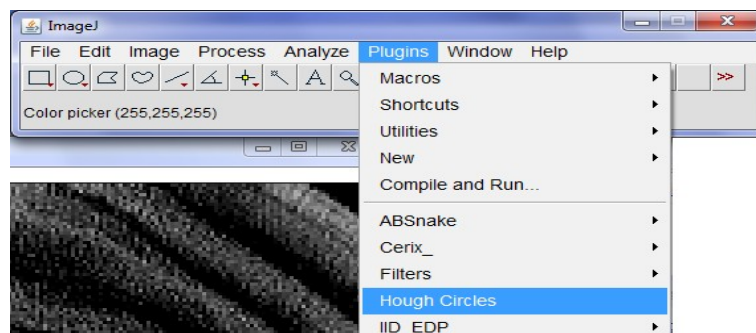 ImageJ
File Edit Image Process Analyze Plugins Window Help
A >>
Color picker (255,255,255)
Macros
Shortcuts
Utilities
New
Compile and Run...
ABSnake
Cerix_
Filters
Hough Circles
IID_EDP